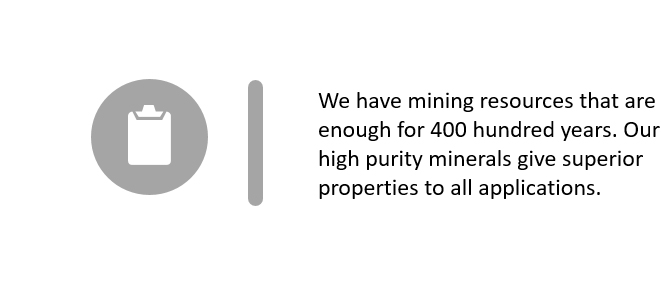 We have mining resources that are
enough for 400 hundred years. Our
high purity minerals give superior
properties to all applications.